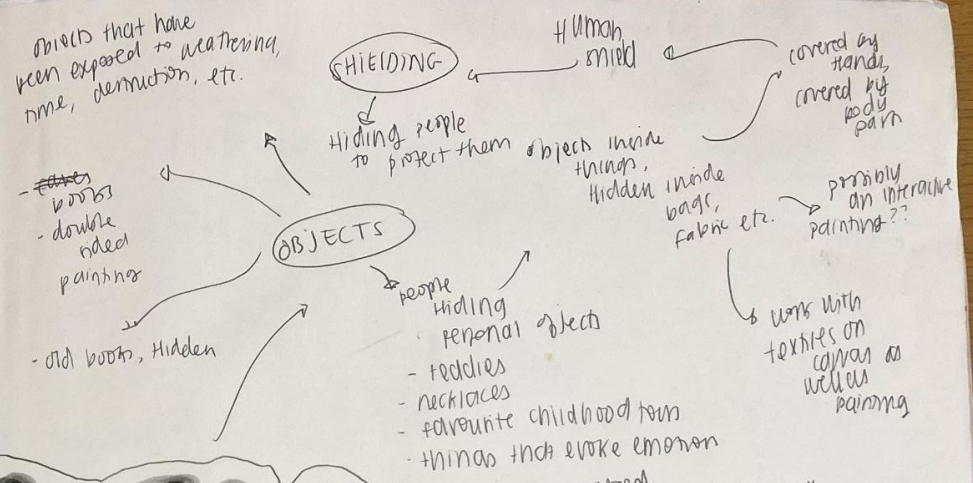 objects that have
been exposed to weathering,
time, destruction, etc.
SHIELDING
Human
shield
covered by
hands,
covered by
body
parts
Hiding people
to protect them
objects inside
things,
Hidden inside
bags,
fabric etc.
possibly
an interactive
painting??
work with
textiles on
canvas as
well as
painting
OBJECTS
- books
- double
sided
painting
- old books, Hidden
people
Hiding
personal objects
- teddies
- necklaces
- favourite childhood toys
- things that evoke emotion